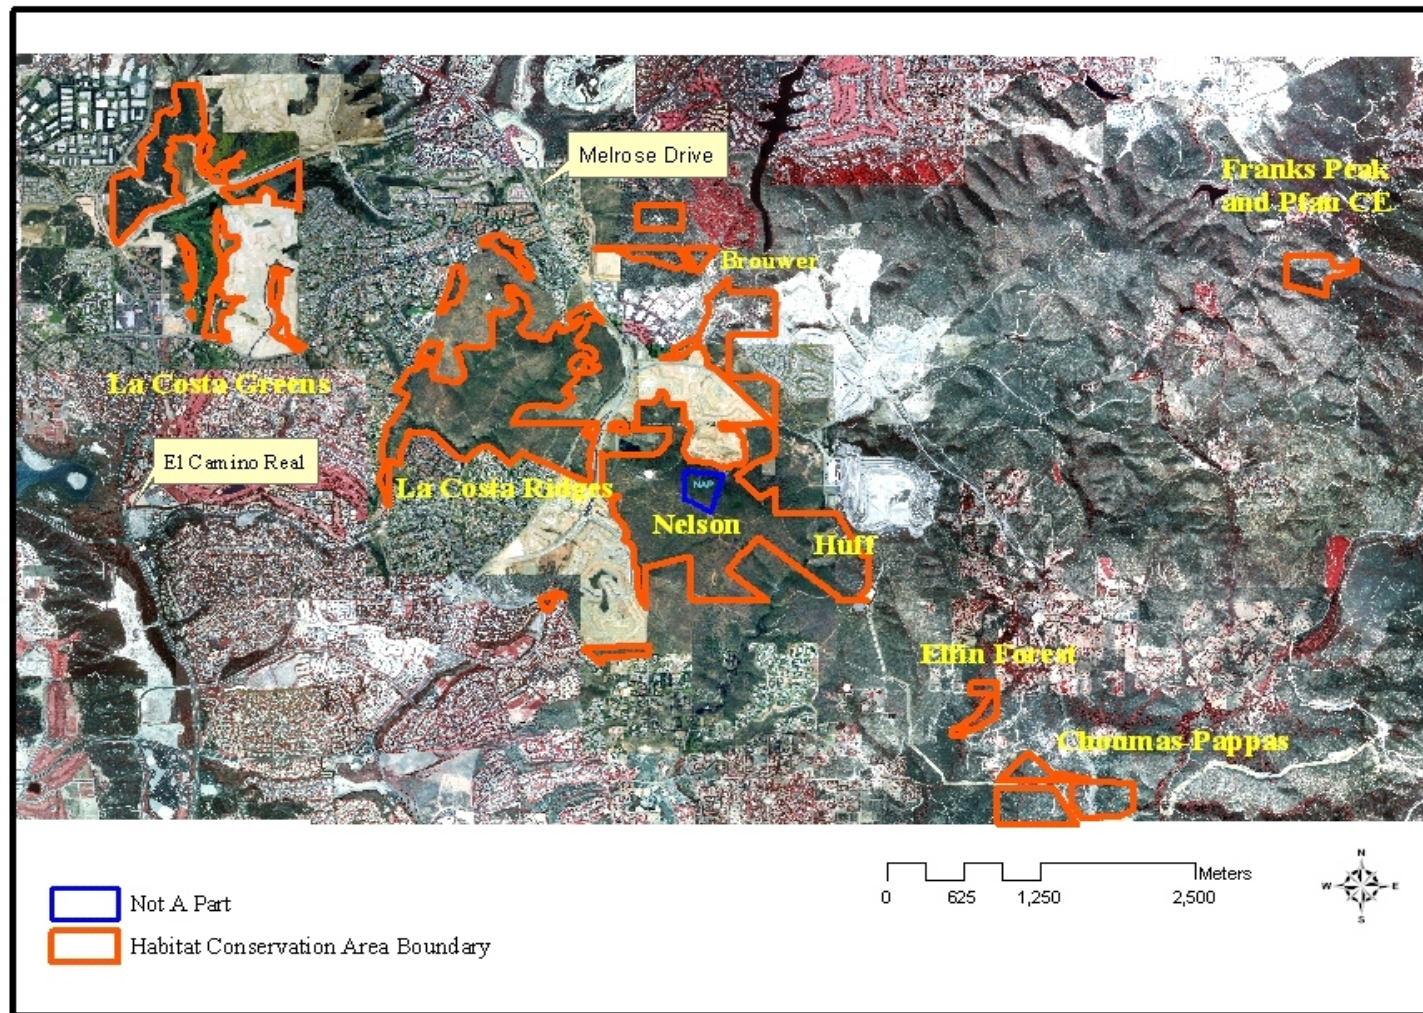 Melrose Drive
Franks Peak
and Pfau CE
Brouwer
La Costa Greens
El Camino Real
La Costa Ridges
NAP
Nelson
Huff
Elfin Forest
Choumas-Pappas
Not A Part
Habitat Conservation Area Boundary
Meters
0 625 1,250 2,500
N
W E
S